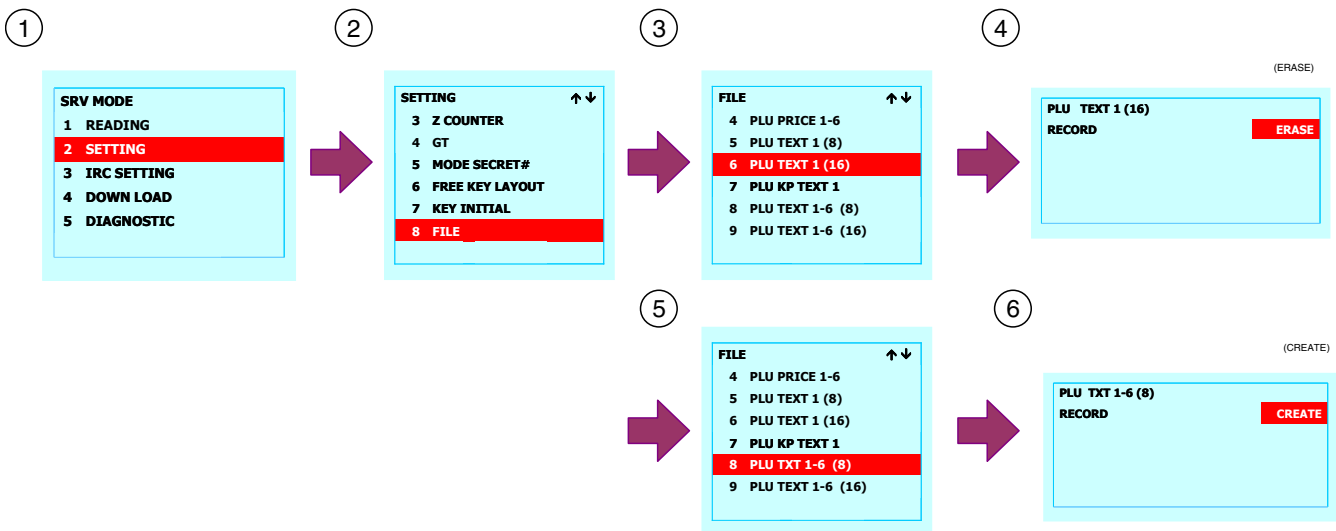 1
SRV MODE
1 READING
2 SETTING
3 IRC SETTING
4 DOWN LOAD
5 DIAGNOSTIC
2
SETTING ↑↓
3 Z COUNTER
4 GT
5 MODE SECRET#
6 FREE KEY LAYOUT
7 KEY INITIAL
8 FILE
3
FILE ↑↓
4 PLU PRICE 1-6
5 PLU TEXT 1 (8)
6 PLU TEXT 1 (16)
7 PLU KP TEXT 1
8 PLU TEXT 1-6 (8)
9 PLU TEXT 1-6 (16)
4
(ERASE)
PLU TEXT 1 (16)
RECORD ERASE
5
FILE ↑↓
4 PLU PRICE 1-6
5 PLU TEXT 1 (8)
6 PLU TEXT 1 (16)
7 PLU KP TEXT 1
8 PLU TXT 1-6 (8)
9 PLU TEXT 1-6 (16)
6
(CREATE)
PLU TXT 1-6 (8)
RECORD CREATE